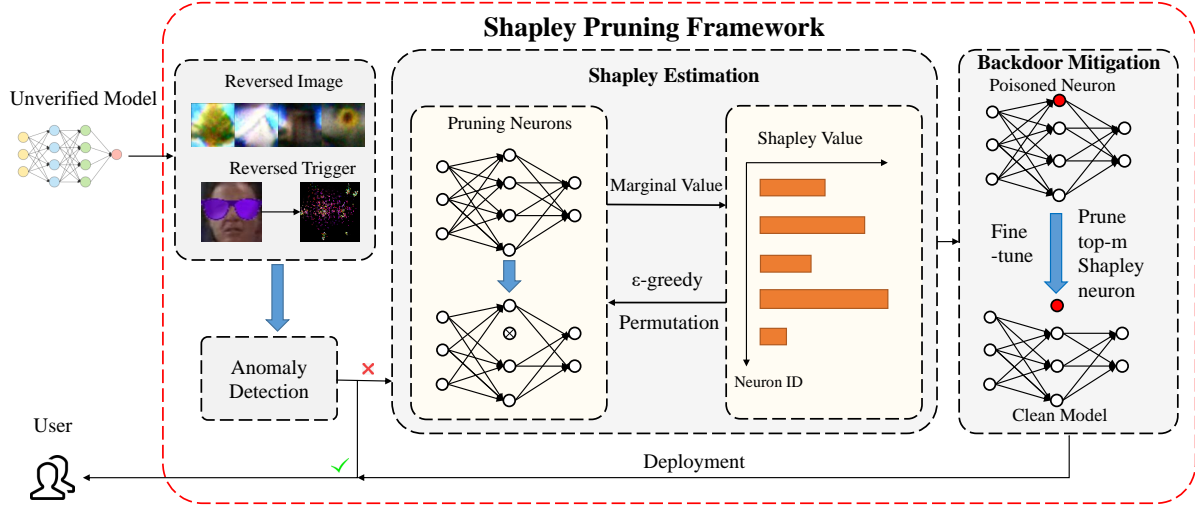 Shapley Pruning Framework
Unverified Model
Reversed Image
Reversed Trigger
Anomaly
Detection
Shapley Estimation
Pruning Neurons
Marginal Value
ε-greedy
Permutation
Shapley Value
Neuron ID
Backdoor Mitigation
Poisoned Neuron
Fine
-tune
Prune
top-m
Shapley
neuron
Clean Model
User
Deployment